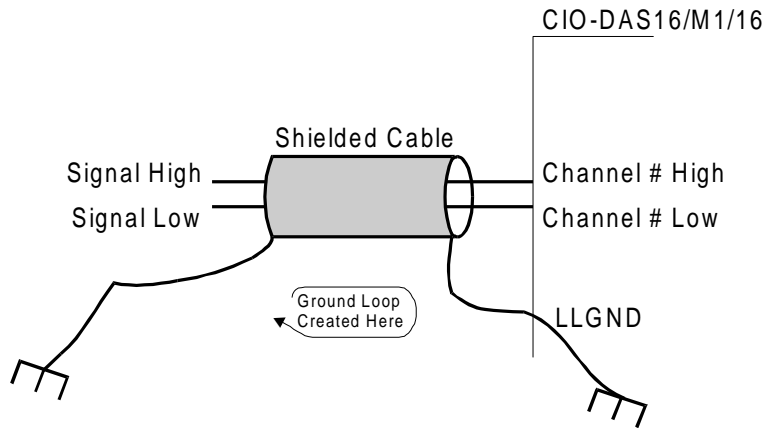 CIO-DAS16/M1/16
Shielded Cable
Signal High
Channel # High
Signal Low
Channel # Low
Ground Loop
Created Here
LLGND